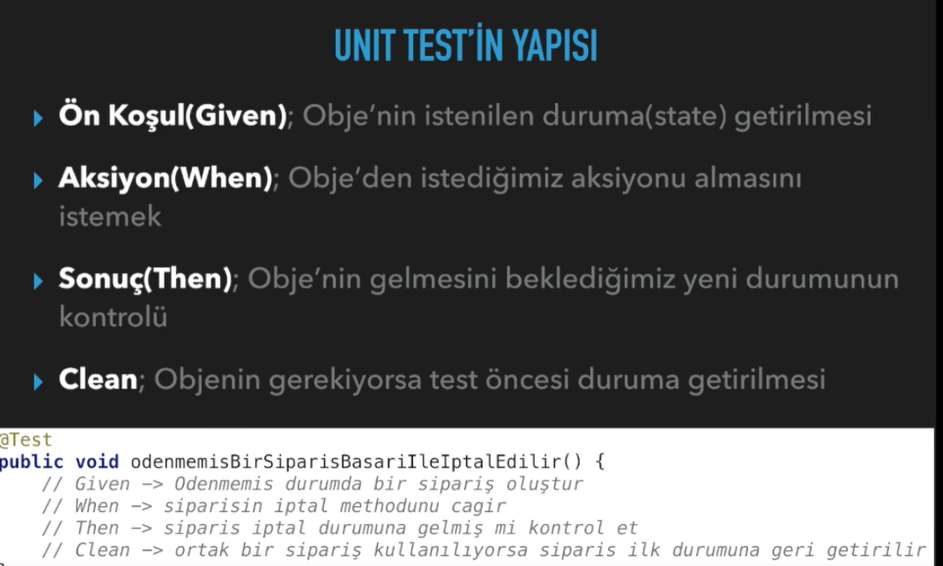 UNIT TEST’İN YAPISI
Ön Koşul(Given); Obje’nin istenilen duruma(state) getirilmesi
Aksiyon(When); Obje’den istediğimiz aksiyonu almasını
istemek
Sonuç(Then); Obje’nin gelmesini beklediğimiz yeni durumunun
kontrolü
Clean; Objenin gerekiyorsa test öncesi duruma getirilmesi
@Test
public void odenmemisBirSiparisBasariIleIptalEdilir() {
// Given –> Odenmemis durumda bir sipariş oluştur
// When –> siparisin iptal methodunu cagir
// Then –> siparis iptal durumuna gelmiş mi kontrol et
// Clean –> ortak bir sipariş kullanılıyorsa siparis ilk durumuna geri getirilir